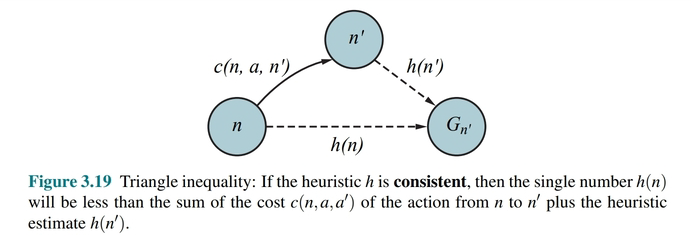 n'
c(n, a, n')
h(n')
n
G_{n'}
h(n)
Figure 3.19 Triangle inequality: If the heuristic h is consistent, then the single number h(n)
will be less than the sum of the cost c(n,a,a') of the action from n to n' plus the heuristic
estimate h(n').